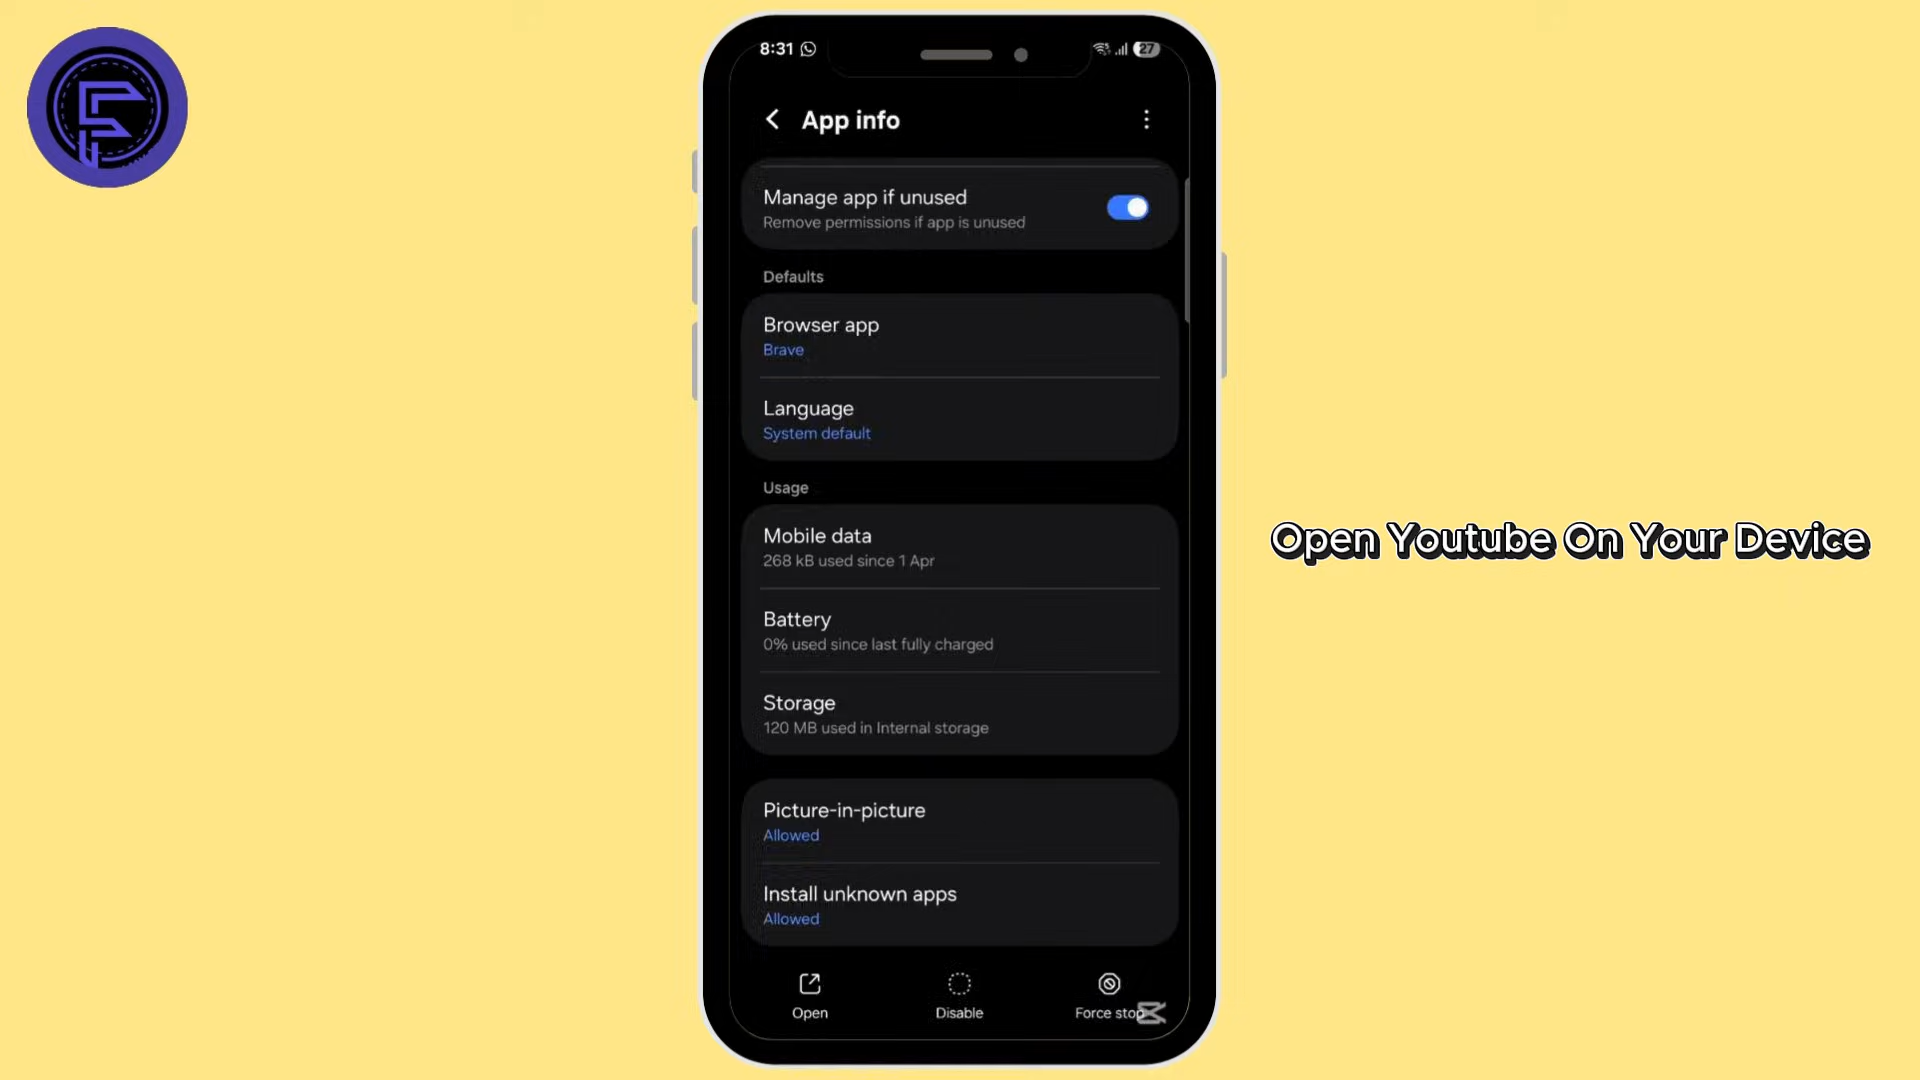 8:31
27
App info
Manage app if unused
Remove permissions if app is unused
Defaults
Browser app
Brave
Language
System default
Usage
Mobile data
268 kB used since 1 Apr
Battery
0% used since last fully charged
Storage
120 MB used in Internal storage
Picture-in-picture
Allowed
Install unknown apps
Allowed
Open
Disable
Force stop
Open Youtube On Your Device